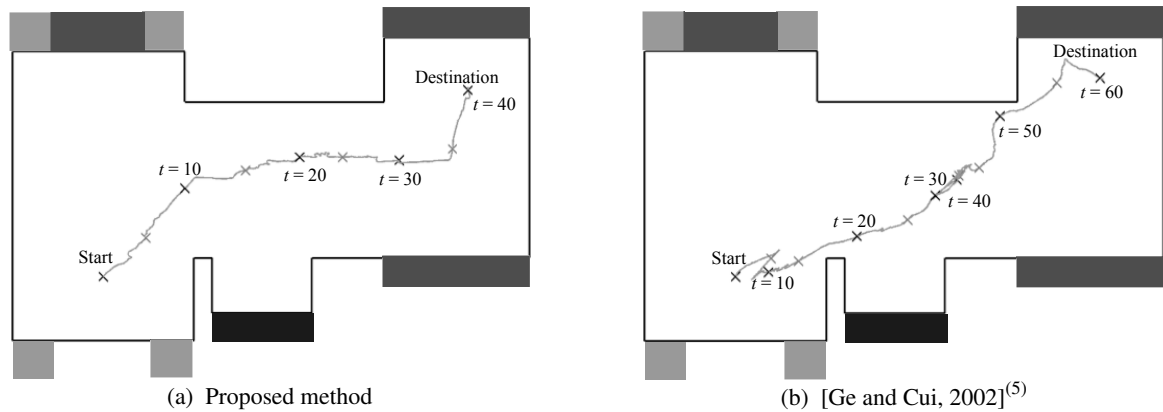 Destination
t = 40
t = 10
t = 20
t = 30
Start
(a) Proposed method
Destination
t = 60
t = 50
t = 30
t = 40
t = 20
Start
t = 10
(b) [Ge and Cui, 2002](5)